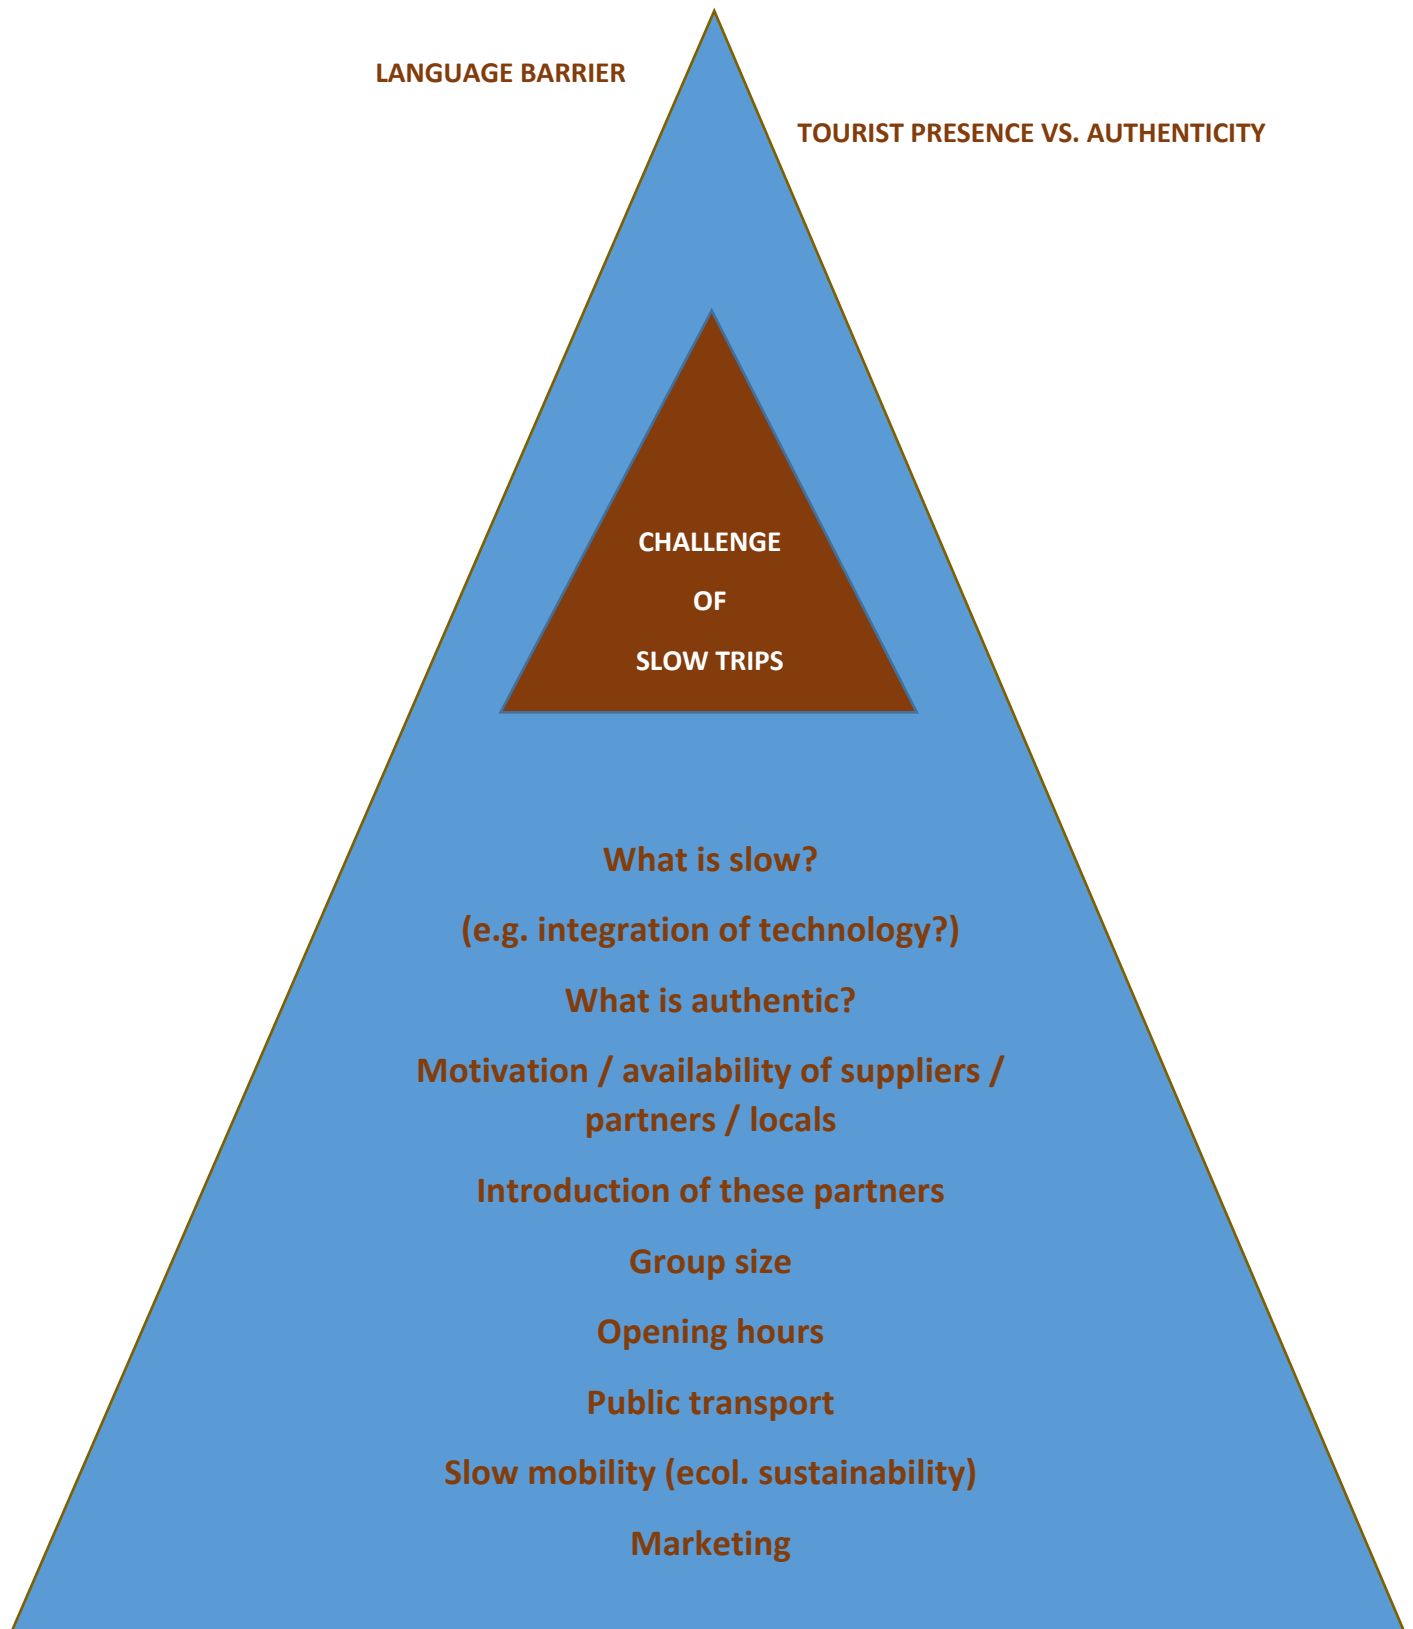 LANGUAGE BARRIER
TOURIST PRESENCE VS. AUTHENTICITY
CHALLENGE
OF
SLOW TRIPS
What is slow?
(e.g. integration of technology?)
What is authentic?
Motivation / availability of suppliers /
partners / locals
Introduction of these partners
Group size
Opening hours
Public transport
Slow mobility (ecol. sustainability)
Marketing